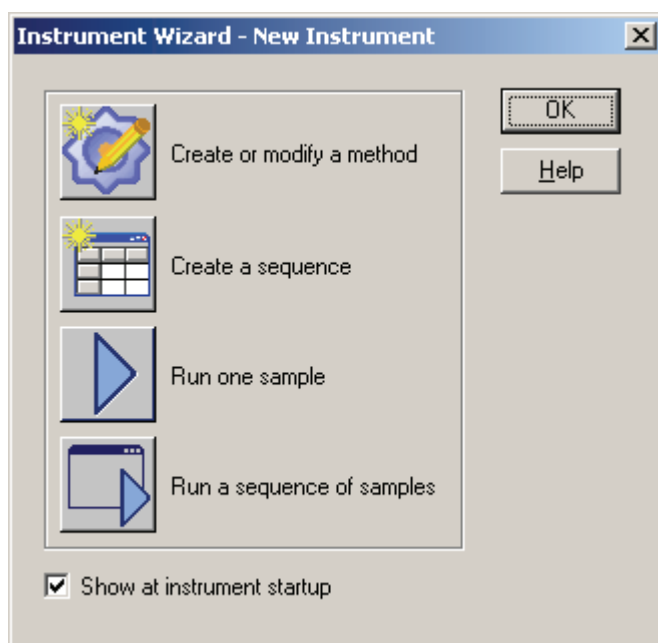 Instrument Wizard - New Instrument
Create or modify a method
Create a sequence
Run one sample
Run a sequence of samples
OK
Help
Show at instrument startup